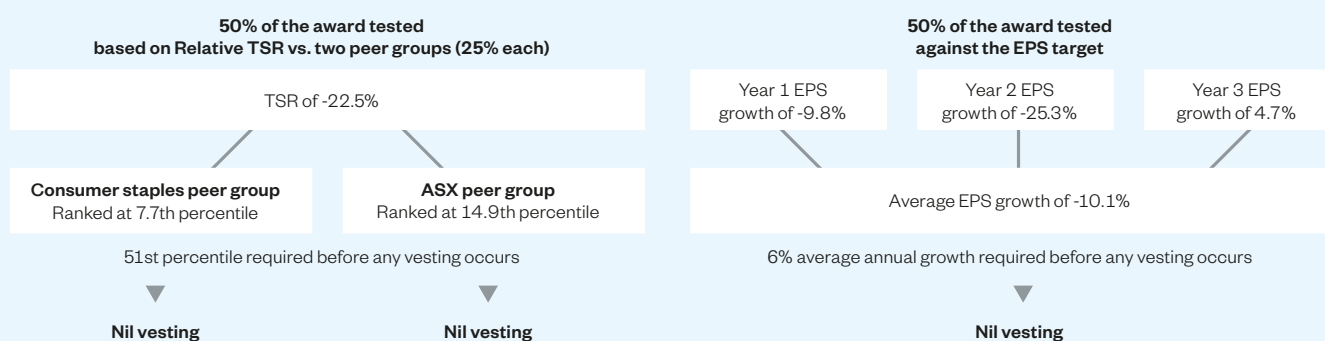 50% of the award tested
based on Relative TSR vs. two peer groups (25% each)
TSR of -22.5%
Consumer staples peer group
Ranked at 7.7th percentile
ASX peer group
Ranked at 14.9th percentile
51st percentile required before any vesting occurs
Nil vesting
Nil vesting
50% of the award tested
against the EPS target
Year 1 EPS
growth of -9.8%
Year 2 EPS
growth of -25.3%
Year 3 EPS
growth of 4.7%
Average EPS growth of -10.1%
6% average annual growth required before any vesting occurs
Nil vesting